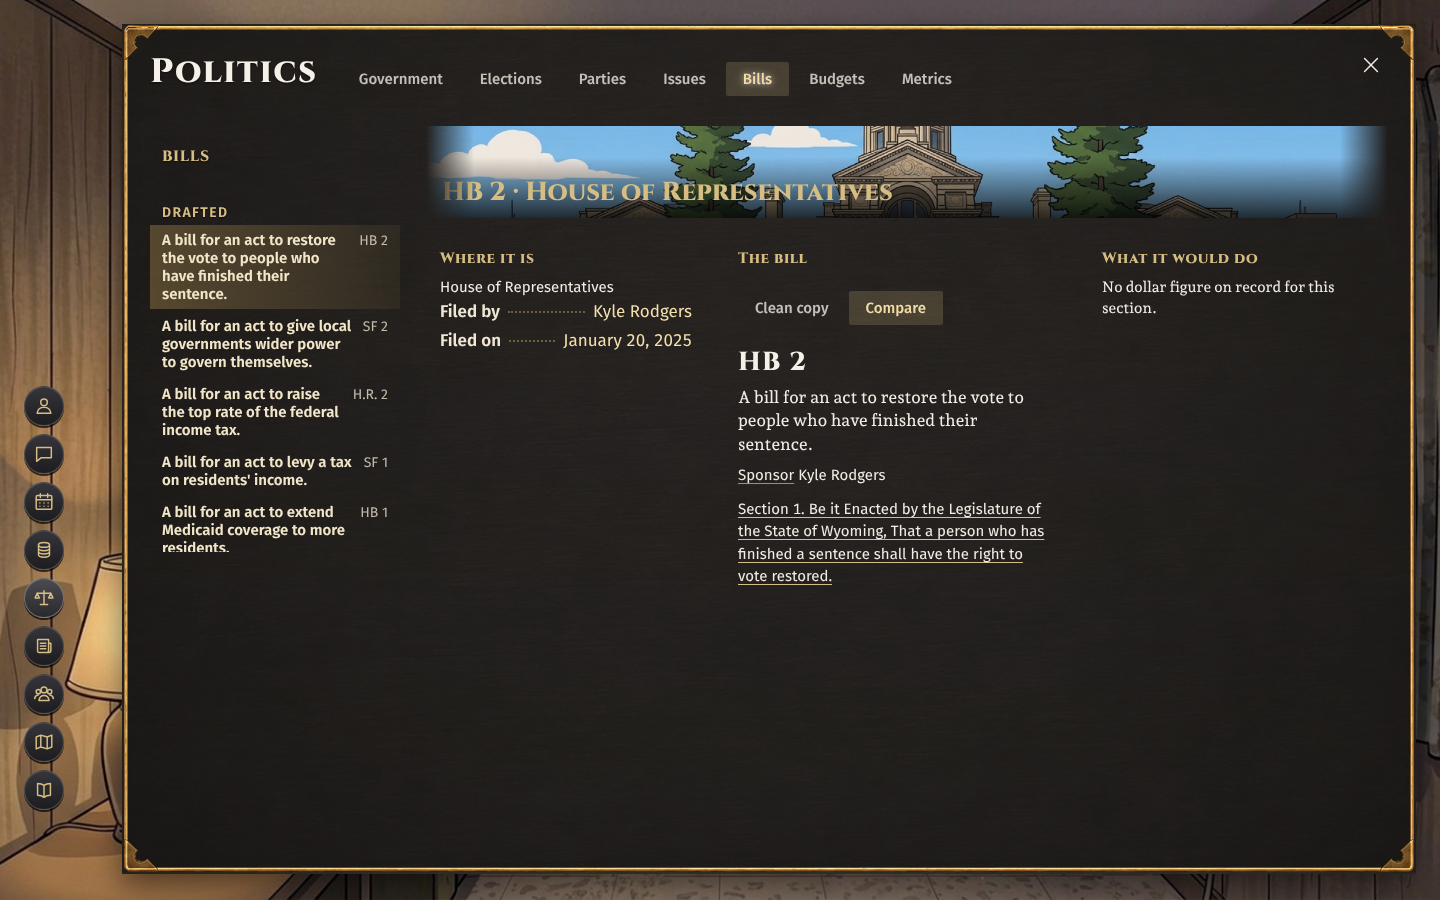 Politics
Government
Elections
Parties
Issues
Bills
Budgets
Metrics
BILLS
DRAFTED
A bill for an act to restore HB 2
the vote to people who
have finished their
sentence.
A bill for an act to give local SF 2
governments wider power
to govern themselves.
A bill for an act to raise H.R. 2
the top rate of the federal
income tax.
A bill for an act to levy a tax SF 1
on residents' income.
A bill for an act to extend HB 1
Medicaid coverage to more
residents.
HB 2 · House of Representatives
Where it is
House of Representatives
Filed by Kyle Rodgers
Filed on January 20, 2025
The bill
Clean copy
Compare
HB 2
A bill for an act to restore the vote to
people who have finished their
sentence.
Sponsor Kyle Rodgers
Section 1. Be it Enacted by the Legislature of
the State of Wyoming, That a person who has
finished a sentence shall have the right to
vote restored.
What it would do
No dollar figure on record for this
section.